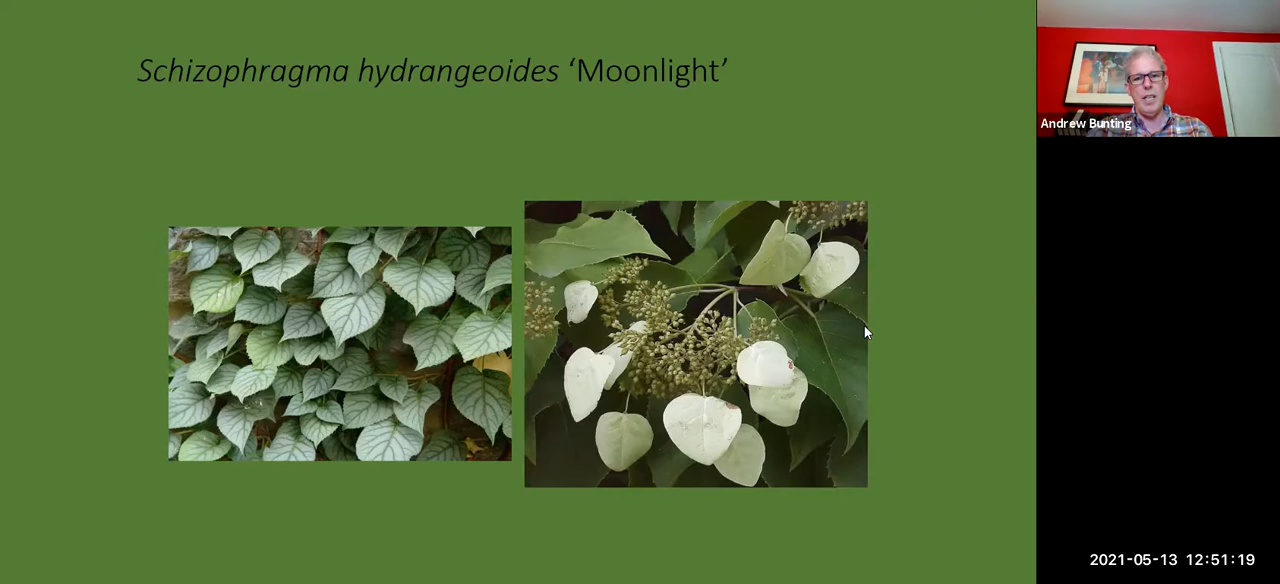 Schizophragma hydrangeoides ‘Moonlight’
Andrew Bunting
2021-05-13 12:51:19